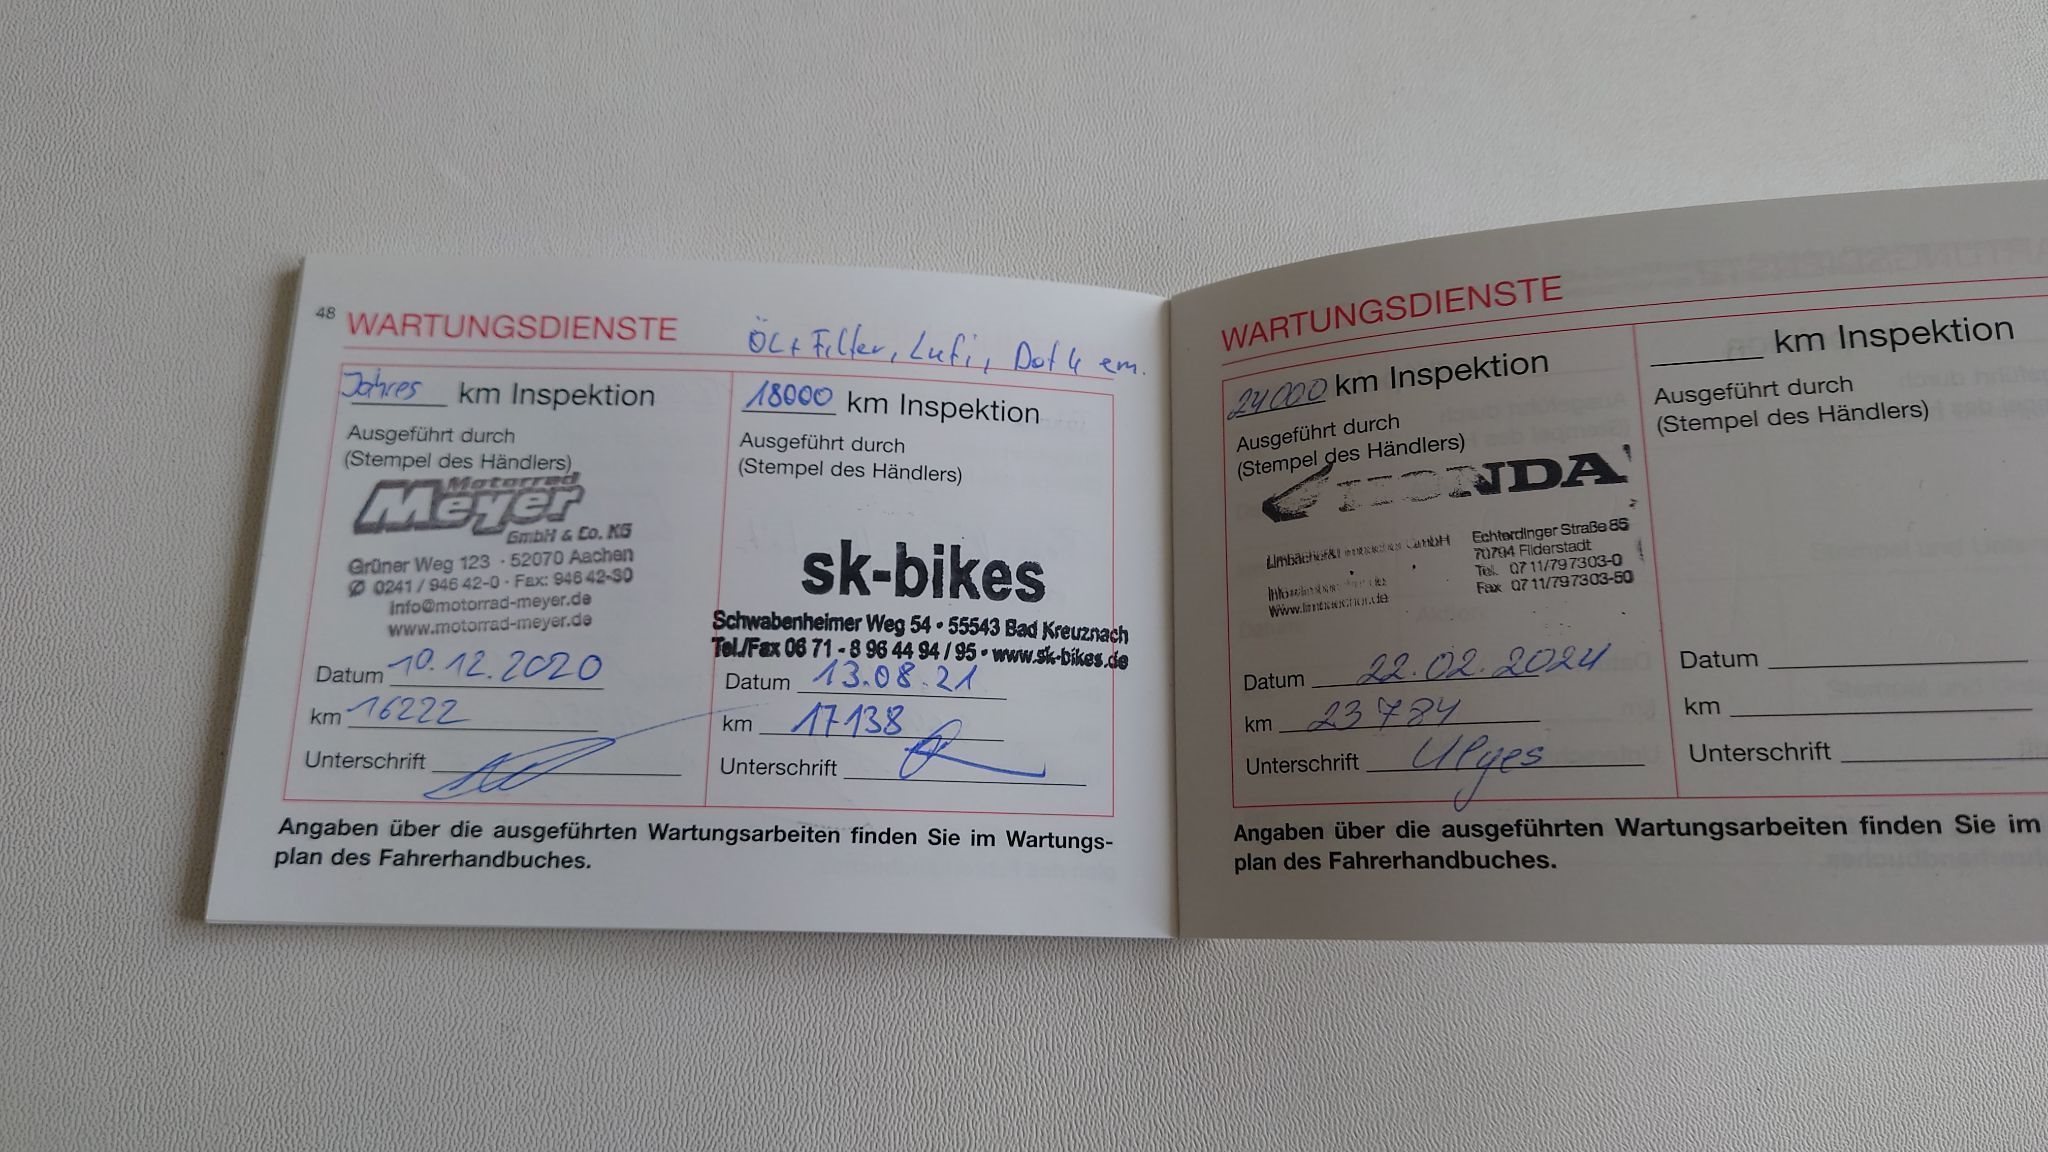 48
WARTUNGSDIENSTE
Öl + Filter, Lufi, Dot 4 em.
Jahres km Inspektion
Ausgeführt durch
(Stempel des Händlers)
Motorrad
Meyer
GmbH & Co. KG
Grüner Weg 123 · 52070 Aachen
✆ 0241 / 946 42-0 · Fax: 946 42-30
info@motorrad-meyer.de
www.motorrad-meyer.de
Datum 10.12.2020
km 16222
Unterschrift
18000 km Inspektion
Ausgeführt durch
(Stempel des Händlers)
sk-bikes
Schwabenheimer Weg 54 • 55543 Bad Kreuznach
Tel./Fax 06 71 - 8 96 44 94 / 95 • www.sk-bikes.de
Datum 13.08.21
km 17138
Unterschrift
Angaben über die ausgeführten Wartungsarbeiten finden Sie im Wartungs-
plan des Fahrerhandbuches.
WARTUNGSDIENSTE
24000 km Inspektion
Ausgeführt durch
(Stempel des Händlers)
HONDA
GmbH
Echterdinger Straße 85
70794 Filderstadt
Tel. 07 11/79 73 03-0
Fax 07 11/79 73 03-50
Datum 22.02.2024
km 23784
Unterschrift
km Inspektion
Ausgeführt durch
(Stempel des Händlers)
Datum
km
Unterschrift
Angaben über die ausgeführten Wartungsarbeiten finden Sie im
plan des Fahrerhandbuches.